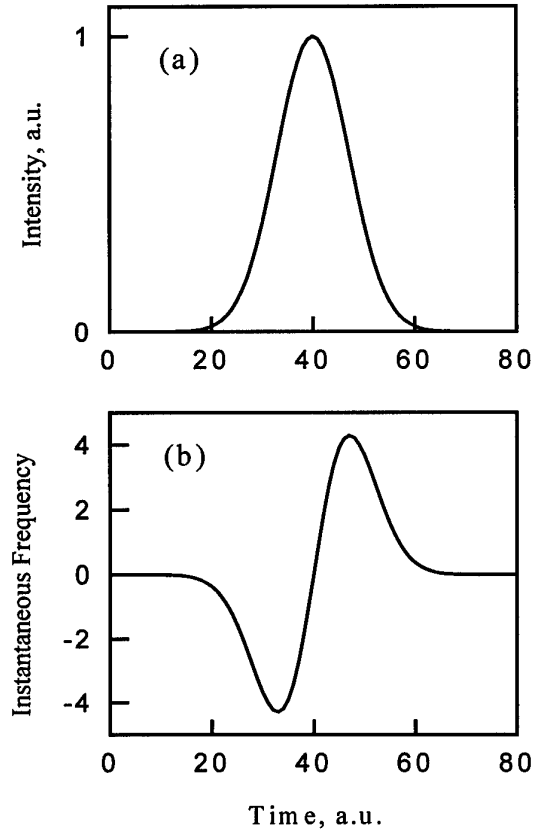 1
(a)
Intensity, a.u.
0
0 20 40 60 80
4
(b)
2
Instantaneous Frequency
0
-2
-4
0 20 40 60 80
Time, a.u.